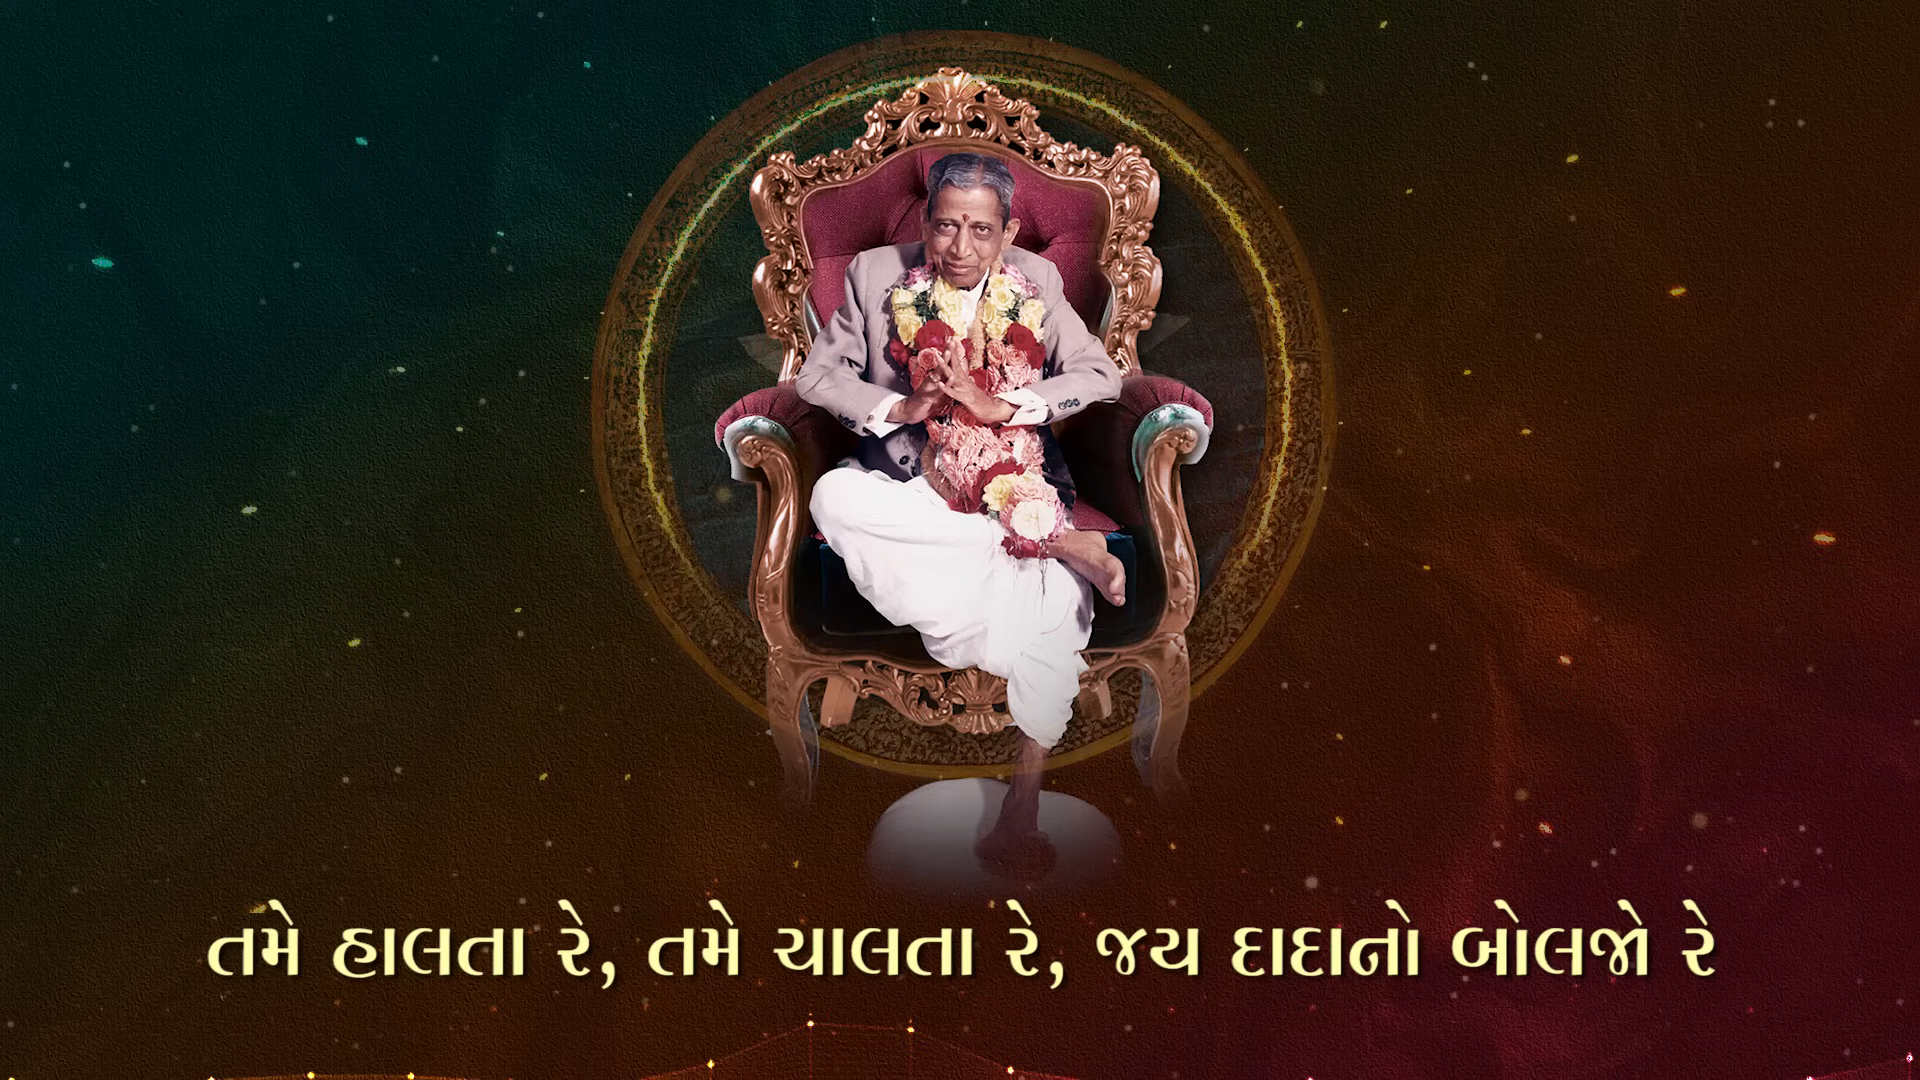 તમે હાલતા રે, તમે ચાલતા રે, જય દાદાનો બોલજો રે